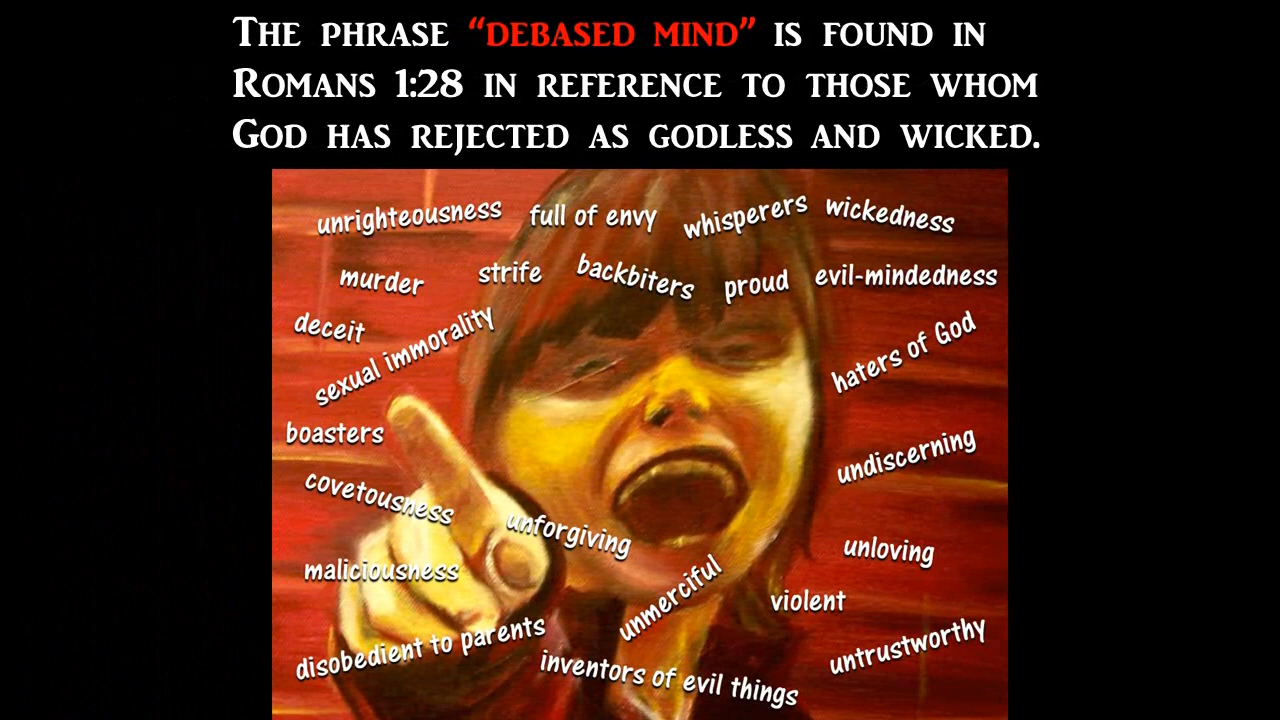 The phrase “debased mind” is found in
Romans 1:28 in reference to those whom
God has rejected as godless and wicked.
unrighteousness
full of envy
whisperers
wickedness
murder
strife
backbiters
proud
evil-mindedness
deceit
sexual immorality
haters of God
boasters
undiscerning
covetousness
unforgiving
unloving
maliciousness
unmerciful
violent
disobedient to parents
inventors of evil things
untrustworthy